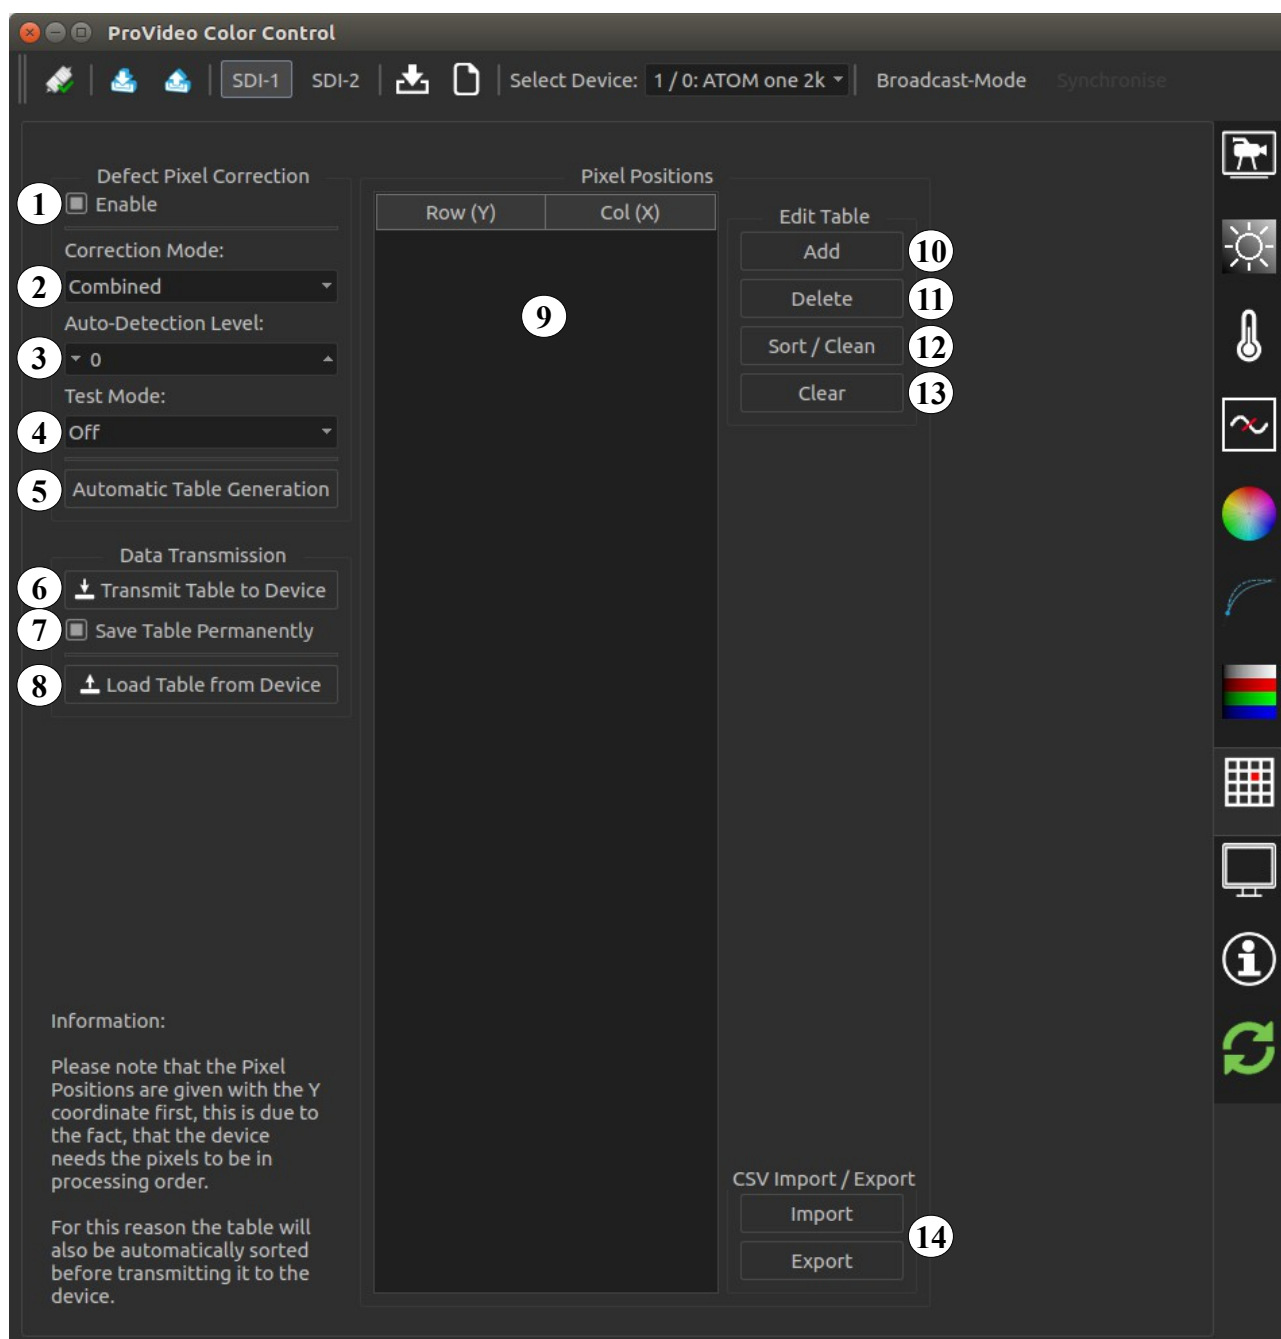 ProVideo Color Control
SDI-1 SDI-2 Select Device: 1 / 0: ATOM one 2k Broadcast-Mode Synchronise
Defect Pixel Correction
1 Enable
Correction Mode:
2 Combined
Auto-Detection Level:
3 0
Test Mode:
4 Off
5 Automatic Table Generation
Data Transmission
6 Transmit Table to Device
7 Save Table Permanently
8 Load Table from Device
Information:
Please note that the Pixel
Positions are given with the Y
coordinate first, this is due to
the fact, that the device
needs the pixels to be in
processing order.
For this reason the table will
also be automatically sorted
before transmitting it to the
device.
Pixel Positions
Row (Y) Col (X)
9
Edit Table
Add 10
Delete 11
Sort / Clean 12
Clear 13
CSV Import / Export
Import
14
Export